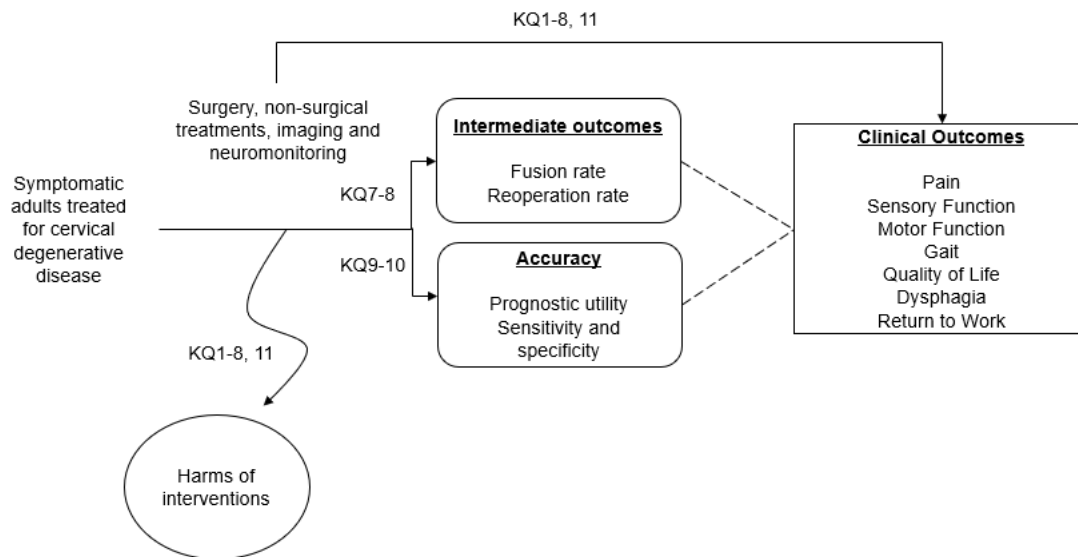 KQ1-8, 11
Surgery, non-surgical
treatments, imaging and
neuromonitoring
Symptomatic
adults treated
for cervical
degenerative
disease
KQ7-8
KQ9-10
KQ1-8, 11
Harms of
interventions
Intermediate outcomes
Fusion rate
Reoperation rate
Accuracy
Prognostic utility
Sensitivity and
specificity
Clinical Outcomes
Pain
Sensory Function
Motor Function
Gait
Quality of Life
Dysphagia
Return to Work